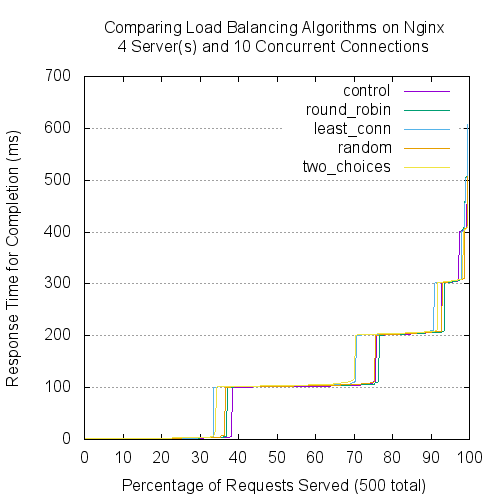 Comparing Load Balancing Algorithms on Nginx
4 Server(s) and 10 Concurrent Connections
Response Time for Completion (ms)
700
600
500
400
300
200
100
0
control
round_robin
least_conn
random
two_choices
0 10 20 30 40 50 60 70 80 90 100
Percentage of Requests Served (500 total)